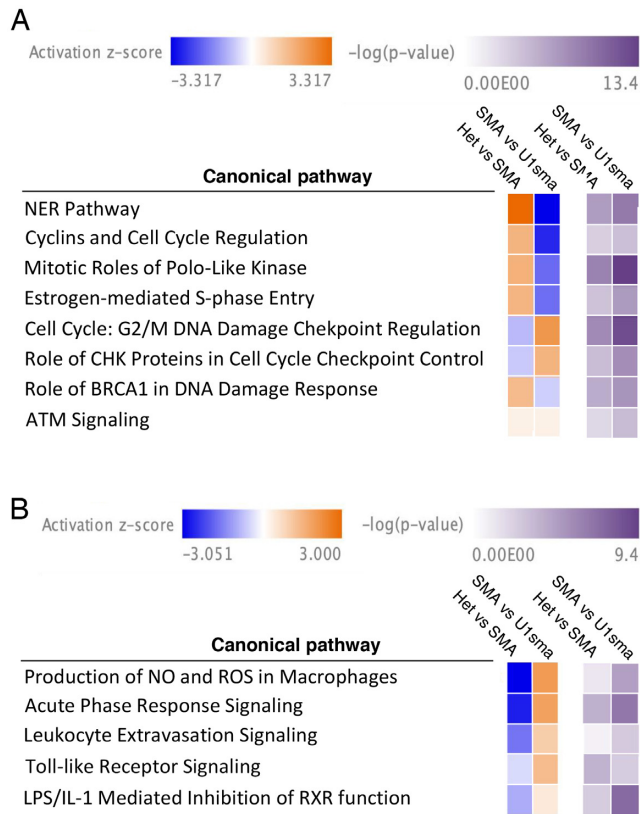 A
Activation z-score
-log(p-value)
-3.317
3.317
0.00E00
13.4
Het vs SMA
SMA vs U1sma
Het vs SMA
SMA vs U1sma
Canonical pathway
NER Pathway
Cyclins and Cell Cycle Regulation
Mitotic Roles of Polo-Like Kinase
Estrogen-mediated S-phase Entry
Cell Cycle: G2/M DNA Damage Chekpoint Regulation
Role of CHK Proteins in Cell Cycle Checkpoint Control
Role of BRCA1 in DNA Damage Response
ATM Signaling
B
Activation z-score
-log(p-value)
-3.051
3.000
0.00E00
9.4
Het vs SMA
SMA vs U1sma
Het vs SMA
SMA vs U1sma
Canonical pathway
Production of NO and ROS in Macrophages
Acute Phase Response Signaling
Leukocyte Extravasation Signaling
Toll-like Receptor Signaling
LPS/IL-1 Mediated Inhibition of RXR function